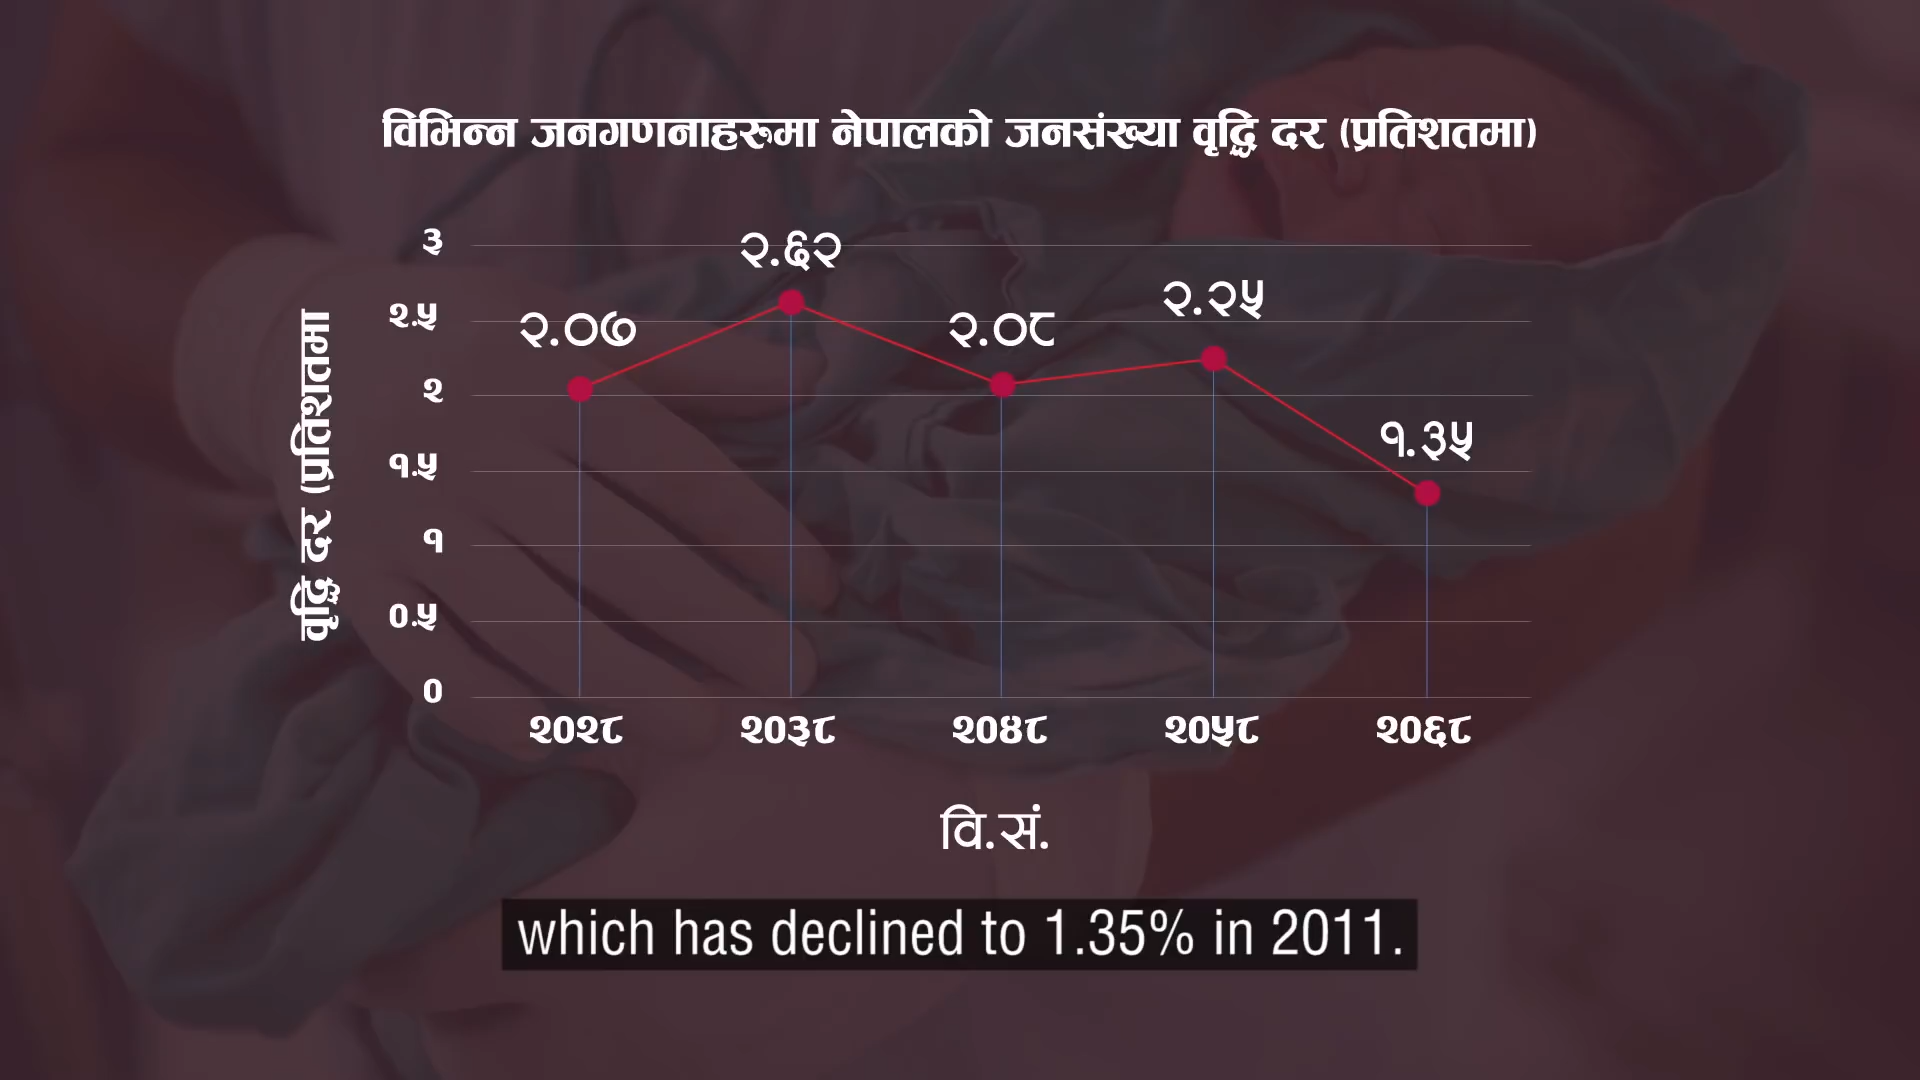 विभिन्न जनगणनाहरुमा नेपालको जनसंख्या वृद्धि दर (प्रतिशतमा)
वृद्धि दर (प्रतिशतमा
३
२.५
२
१.५
१
०.५
०
२.०७
२.६२
२.०८
२.२५
१.३५
२०२८ २०३८ २०४८ २०५८ २०६८
वि.सं.
which has declined to 1.35% in 2011.